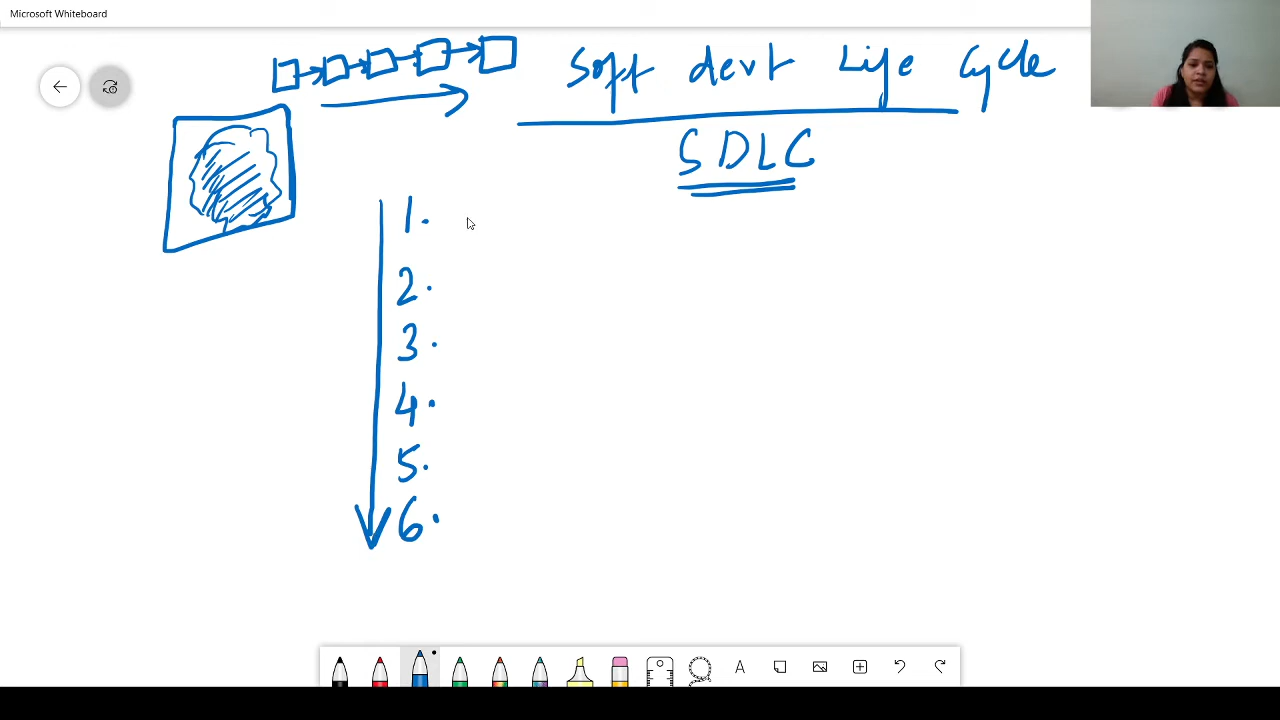 Microsoft Whiteboard
Soft devt Life Cycle
SDLC
1.
2.
3.
4.
5.
6.
A